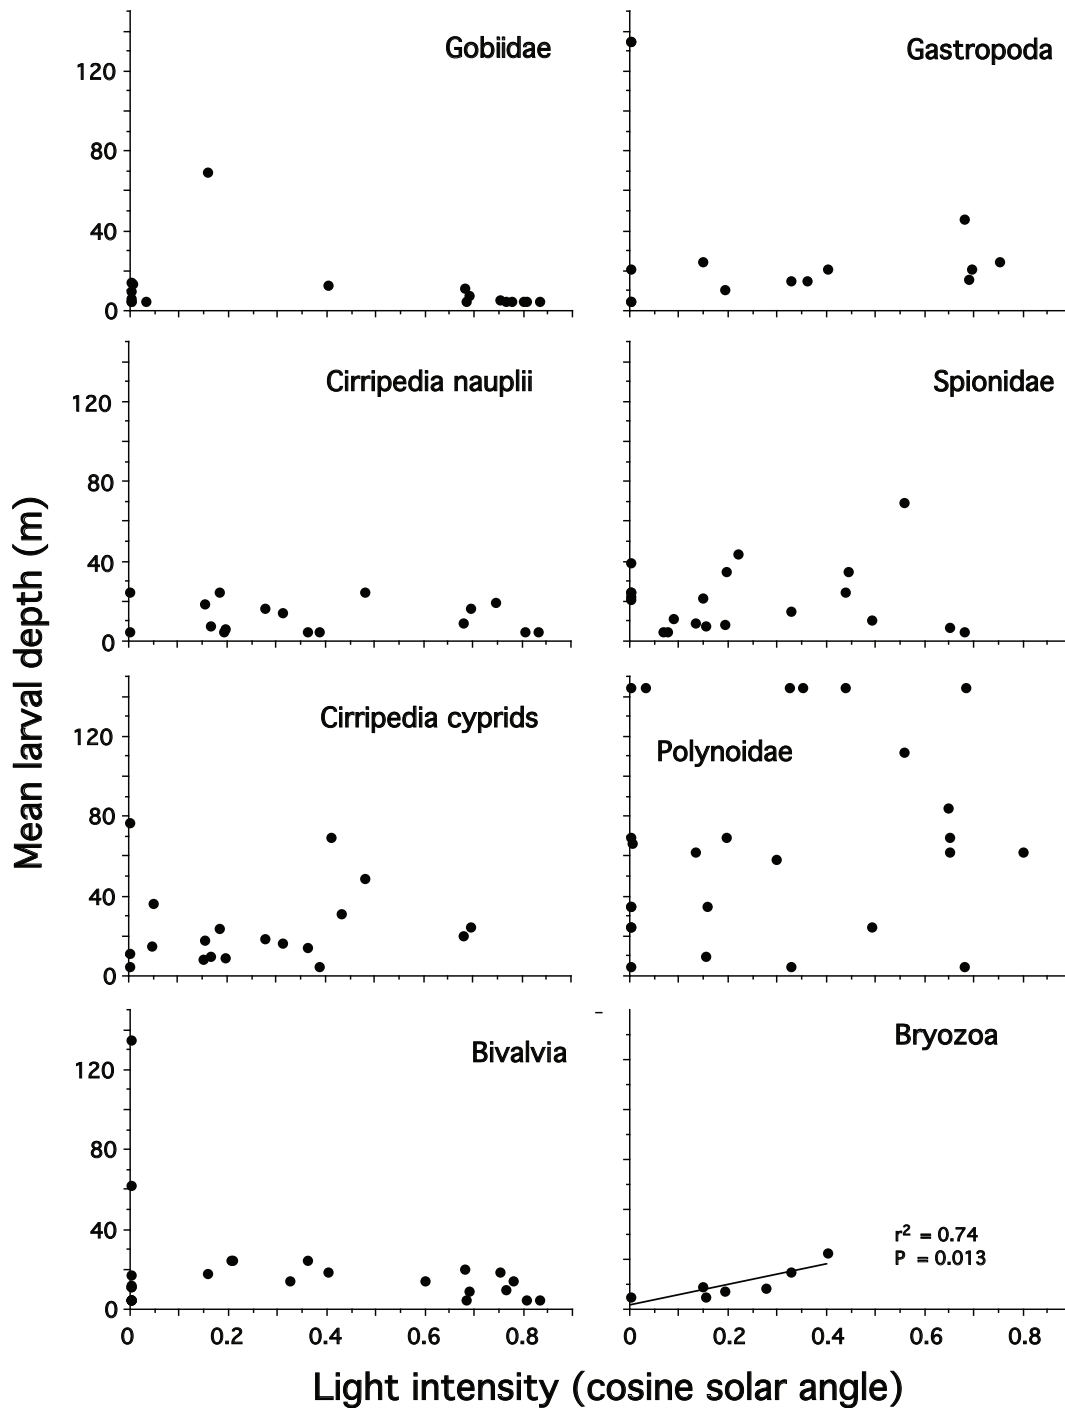 Gobiidae
Gastropoda
120
80
40
0
Cirripedia nauplii
Spionidae
120
80
40
0
Cirripedia cyprids
Polynoidae
120
80
40
0
Bivalvia
Bryozoa
120
80
40
0
r² = 0.74
P = 0.013
0 0.2 0.4 0.6 0.8
0 0.2 0.4 0.6 0.8
Mean larval depth (m)
Light intensity (cosine solar angle)